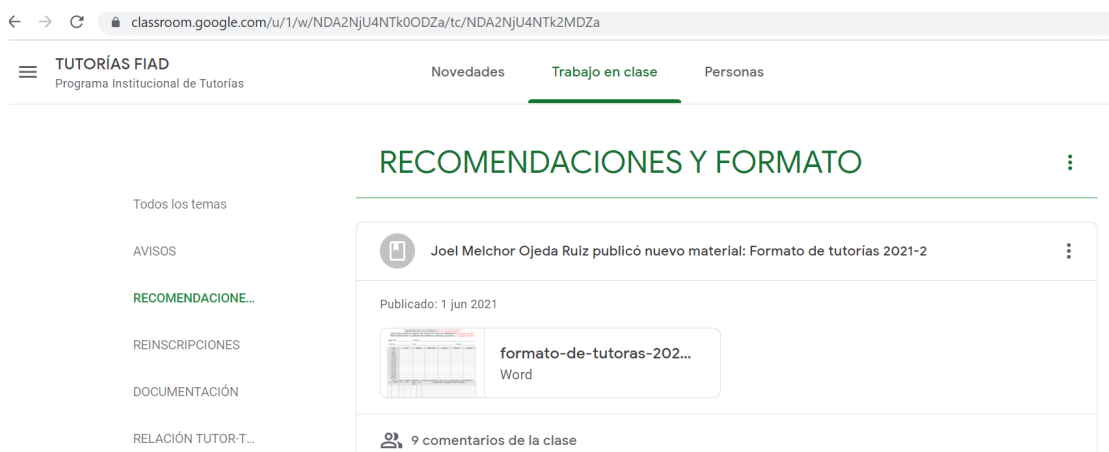 classroom.google.com/u/1/w/NDA2NjU4NTk0ODZa/tc/NDA2NjU4NTk2MDZa
TUTORÍAS FIAD
Programa Institucional de Tutorías
Novedades
Trabajo en clase
Personas
RECOMENDACIONES Y FORMATO
Todos los temas
AVISOS
RECOMENDACIONE...
REINSCRIPCIONES
DOCUMENTACIÓN
RELACIÓN TUTOR-T...
Joel Melchor Ojeda Ruiz publicó nuevo material: Formato de tutorías 2021-2
Publicado: 1 jun 2021
formato-de-tutoras-202...
Word
9 comentarios de la clase